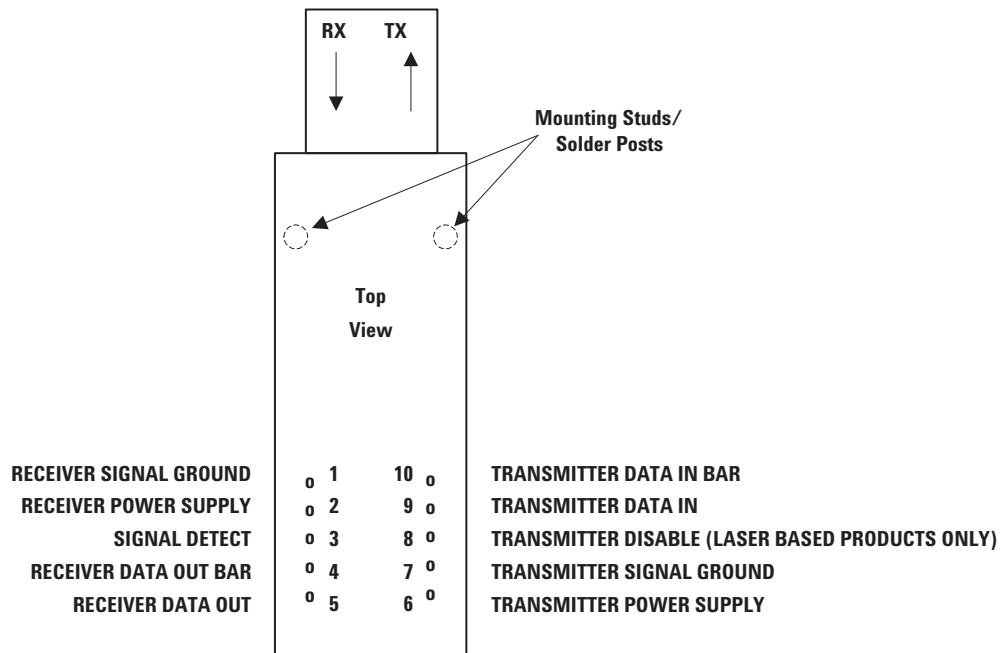 RX TX
Mounting Studs/
Solder Posts
Top
View
RECEIVER SIGNAL GROUND o 1 10 o TRANSMITTER DATA IN BAR
RECEIVER POWER SUPPLY o 2 9 o TRANSMITTER DATA IN
SIGNAL DETECT o 3 8 o TRANSMITTER DISABLE (LASER BASED PRODUCTS ONLY)
RECEIVER DATA OUT BAR o 4 7 o TRANSMITTER SIGNAL GROUND
RECEIVER DATA OUT o 5 6 o TRANSMITTER POWER SUPPLY